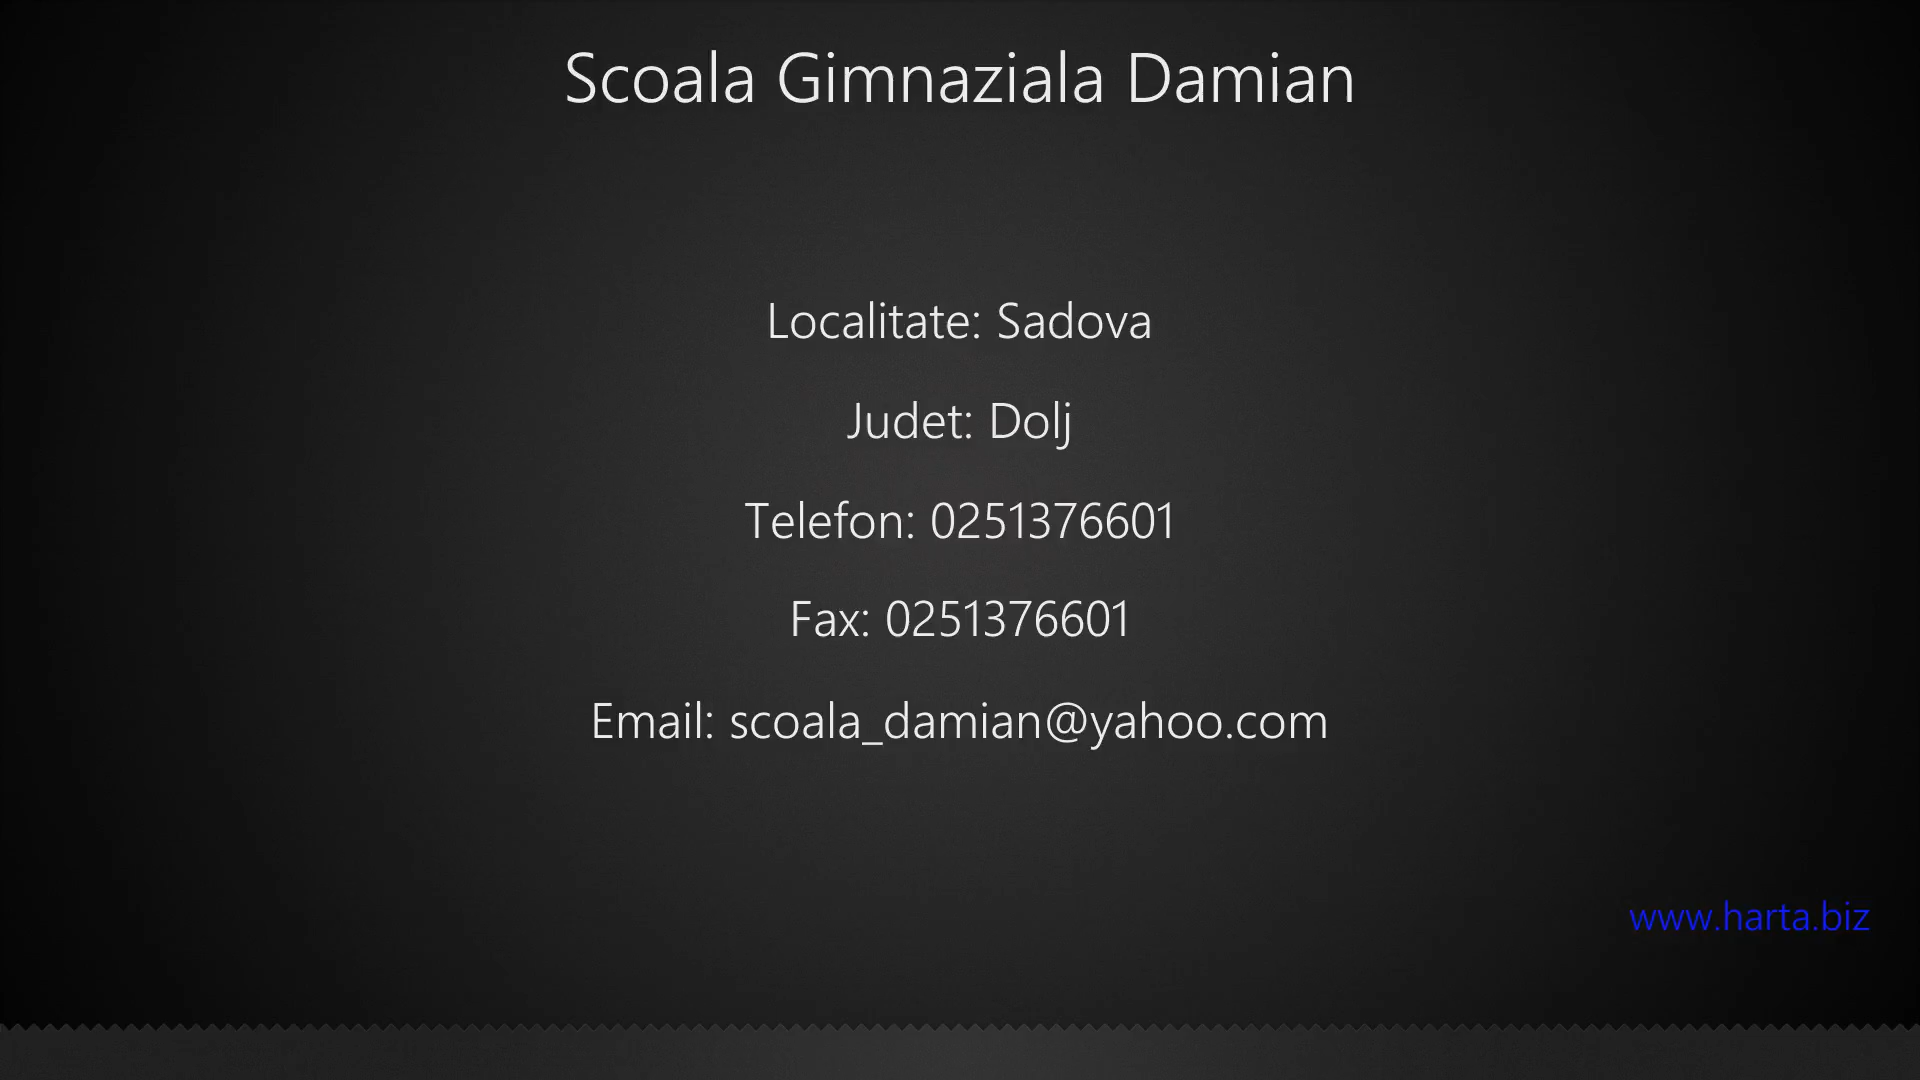 Scoala Gimnaziala Damian
Localitate: Sadova
Judet: Dolj
Telefon: 0251376601
Fax: 0251376601
Email: scoala_damian@yahoo.com
www.harta.biz